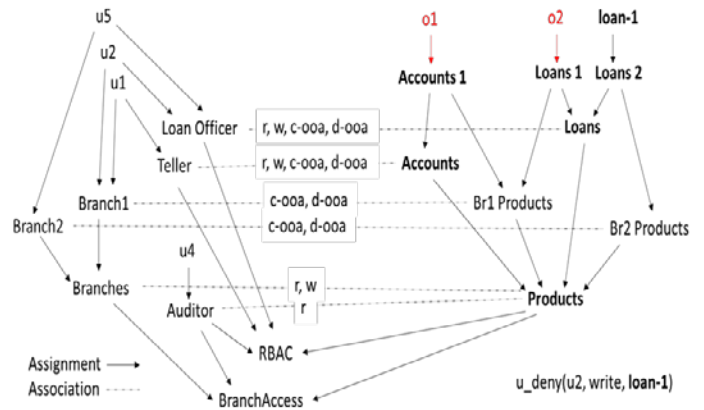 u5
o1
o2
loan-1
u2
u1
Accounts 1
Loans 1
Loans 2
Loan Officer
r, w, c-ooa, d-ooa
Loans
Teller
r, w, c-ooa, d-ooa
Accounts
Branch1
c-ooa, d-ooa
Br1 Products
Branch2
c-ooa, d-ooa
Br2 Products
u4
Branches
r, w
Products
Auditor
r
RBAC
Assignment
Association
BranchAccess
u_deny(u2, write, loan-1)